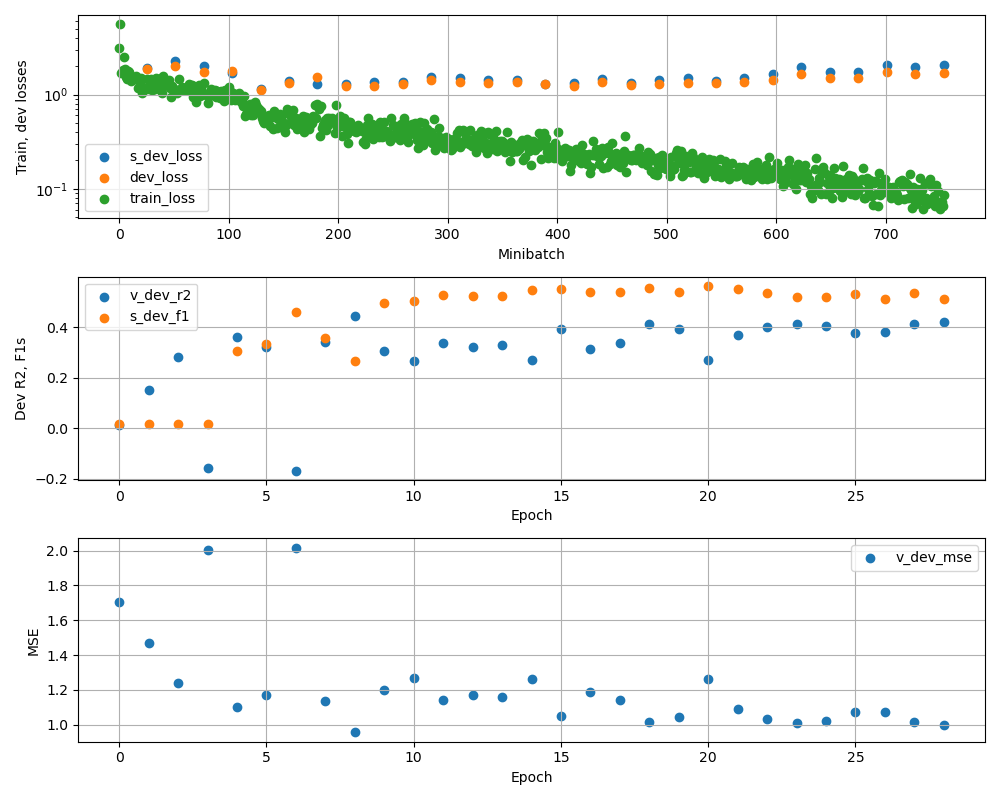 Train, dev losses
10⁰
10⁻¹
s_dev_loss
dev_loss
train_loss
0 100 200 300 400 500 600 700
Minibatch
Dev R2, F1s
0.4
0.2
0.0
−0.2
v_dev_r2
s_dev_f1
0 5 10 15 20 25
Epoch
MSE
2.0
1.8
1.6
1.4
1.2
1.0
v_dev_mse
0 5 10 15 20 25
Epoch